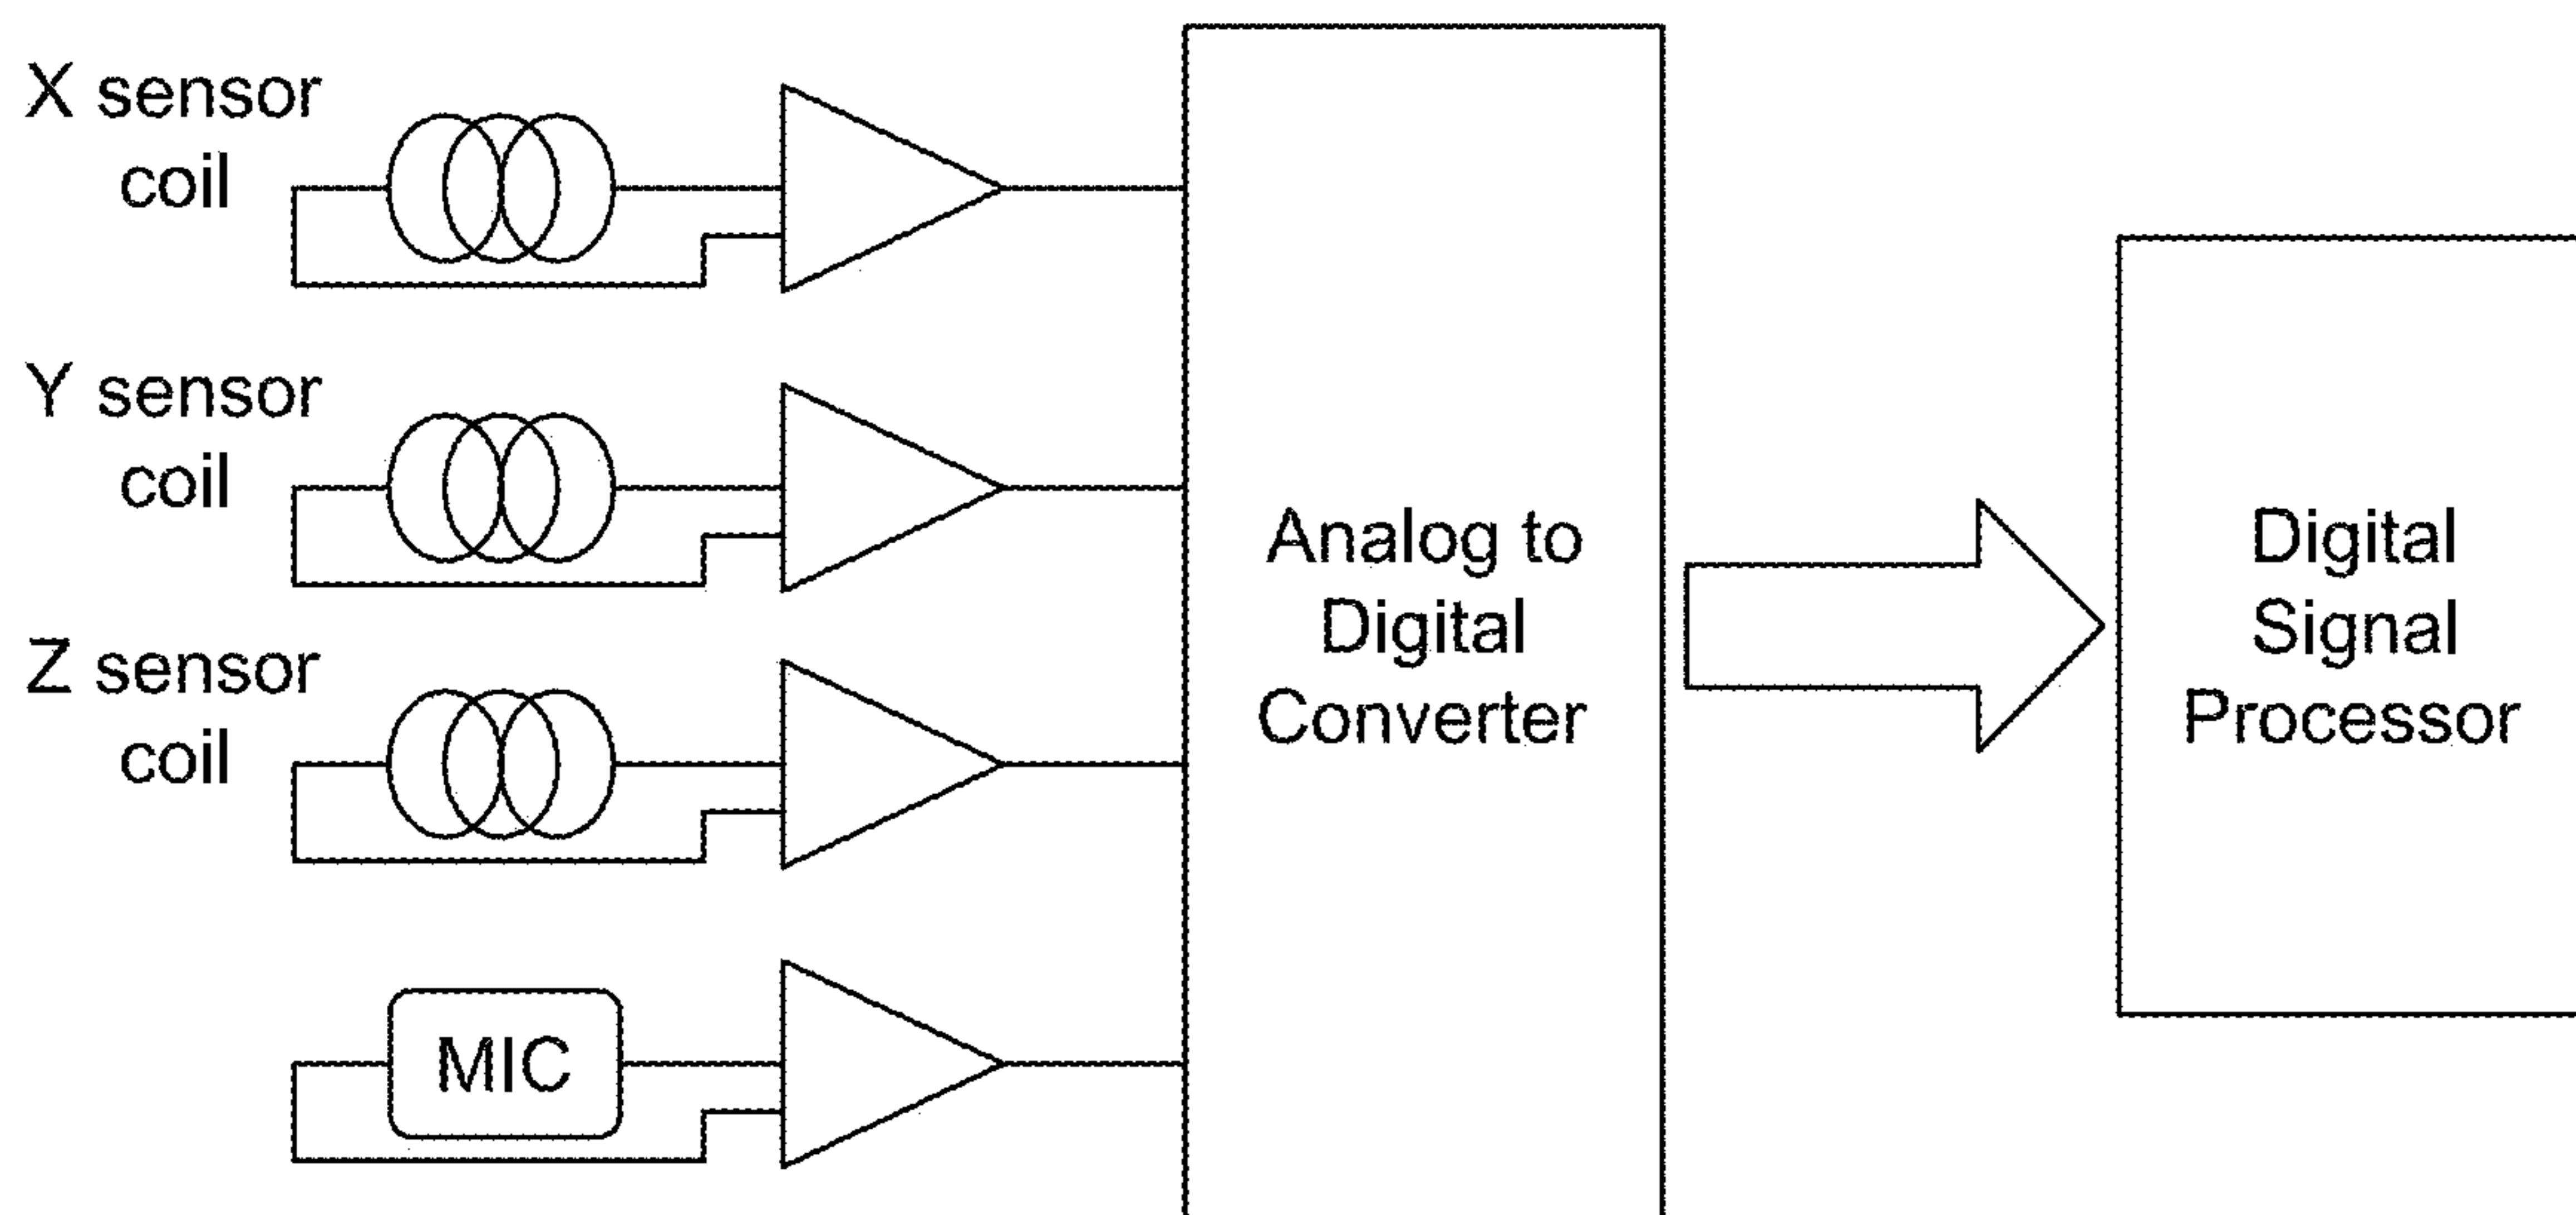 X sensor
coil
Y sensor
coil
Z sensor
coil
MIC
Analog to
Digital
Converter
Digital
Signal
Processor